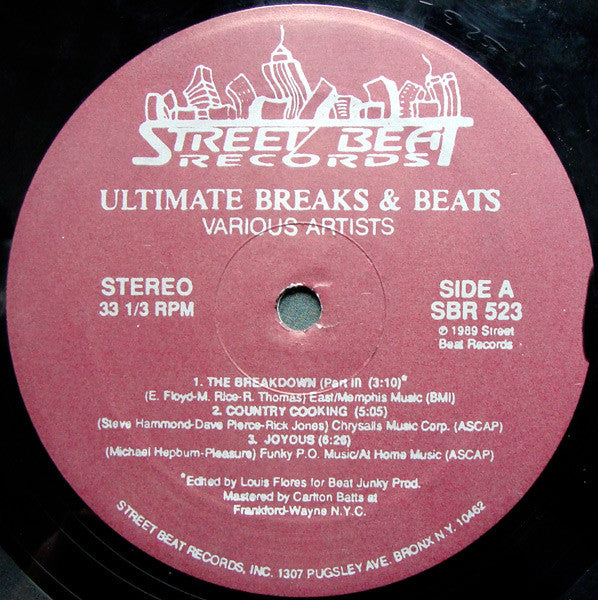 STREET BEAT
RECORDS
ULTIMATE BREAKS & BEATS
VARIOUS ARTISTS
STEREO
33 1/3 RPM
SIDE A
SBR 523
℗ 1989 Street
Beat Records
1. THE BREAKDOWN (Part II) (3:10)*
(E. Floyd-M. Rice-R. Thomas) East/Memphis Music (BMI)
2. COUNTRY COOKING (5:05)
(Steve Hammond-Dave Pierce-Rick Jones) Chrysalis Music Corp. (ASCAP)
3. JOYOUS (6:26)
(Michael Hepburn-Pleasure) Funky P.O. Music/At Home Music (ASCAP)
*Edited by Louis Flores for Beat Junky Prod.
Mastered by Carlton Batts at
Frankford-Wayne N.Y.C.
STREET BEAT RECORDS, INC. 1307 PUGSLEY AVE. BRONX N.Y. 10462